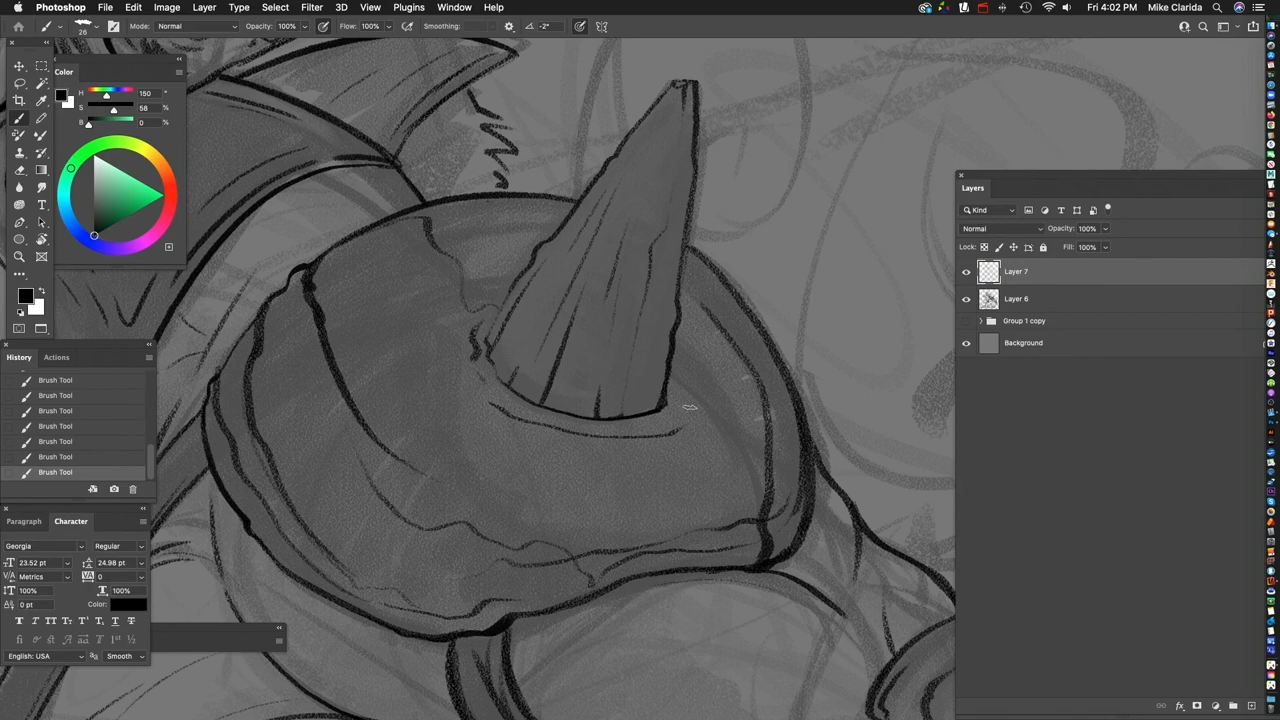 Photoshop File Edit Image Layer Type Select Filter 3D View Plugins Window Help Fri 4:02 PM Mike Clarida
26 Mode: Normal Opacity: 100% Flow: 100% Smoothing: -2°
Color
H 150 °
S 58 %
B 0 %
Layers
Kind
Normal Opacity: 100%
Lock: Fill: 100%
Layer 7
Layer 6
Group 1 copy
Background
History Actions
Brush Tool
Brush Tool
Brush Tool
Brush Tool
Brush Tool
Brush Tool
Brush Tool
Paragraph Character
Georgia Regular
23.52 pt 24.98 pt
Metrics 0
100% 100%
0 pt Color:
English: USA Smooth